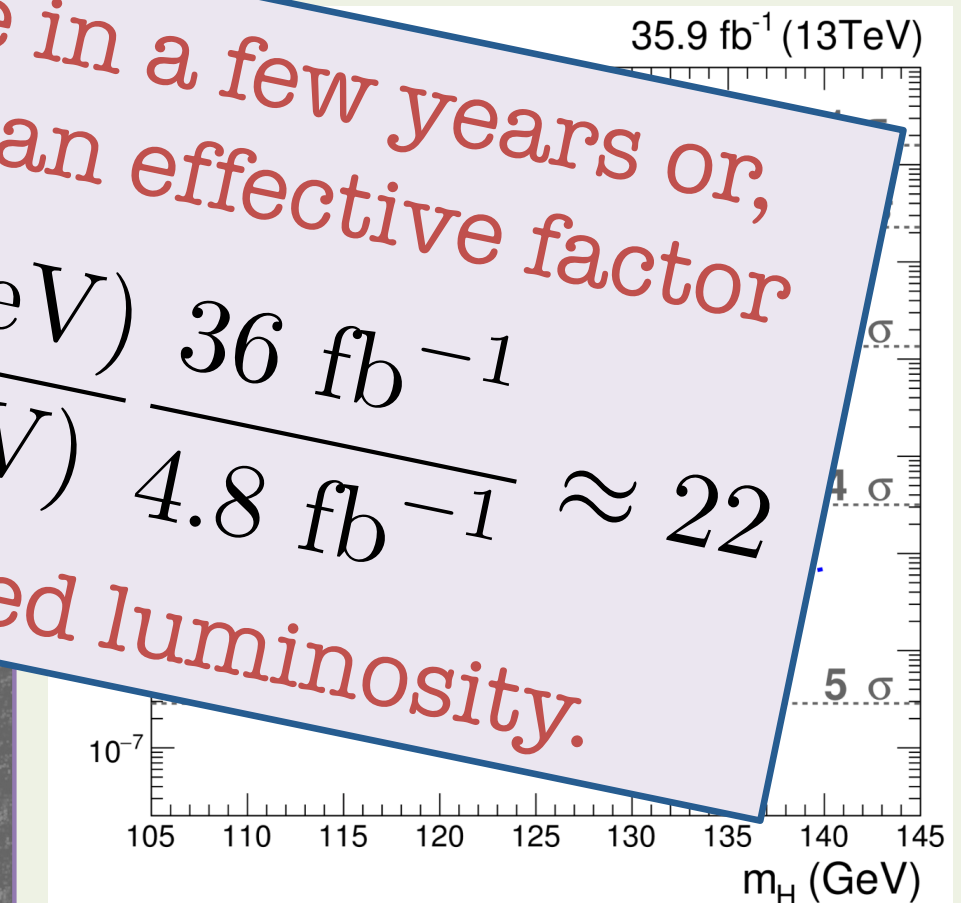 35.9 fb⁻¹ (13TeV)
in a few years or,
an effective factor
eV) 36 fb⁻¹
V) 4.8 fb⁻¹ ≈ 22
ed luminosity.
σ
4 σ
5 σ
10⁻⁷
105 110 115 120 125 130 135 140 145
m_H (GeV)